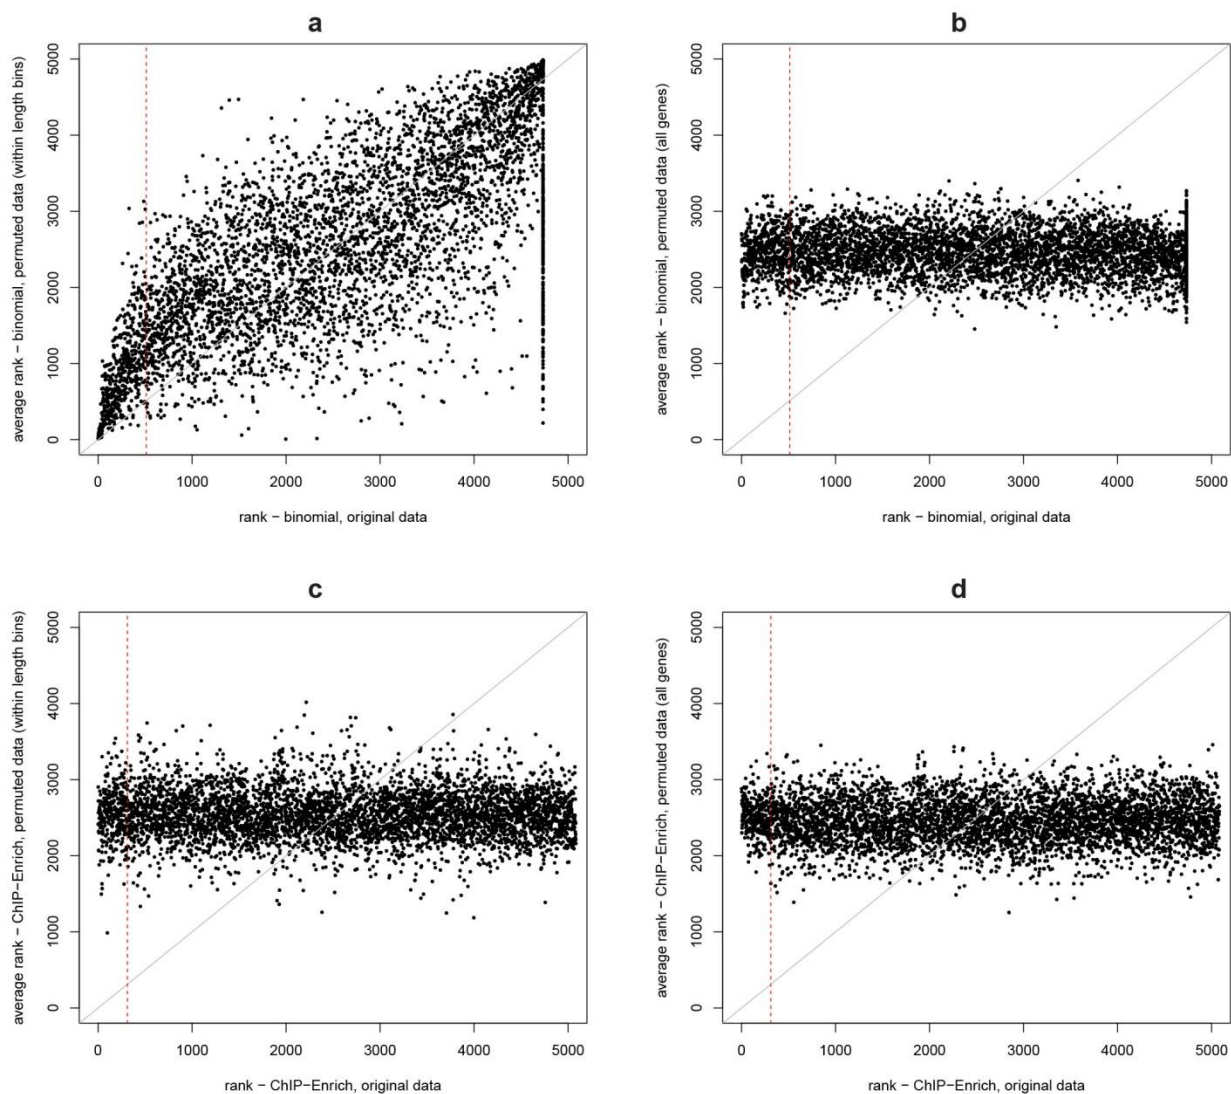 a
average rank − binomial, permuted data (within length bins)
5000
4000
3000
2000
1000
0
0 1000 2000 3000 4000 5000
rank − binomial, original data
b
average rank − binomial, permuted data (all genes)
5000
4000
3000
2000
1000
0
0 1000 2000 3000 4000 5000
rank − binomial, original data
c
average rank − ChIP−Enrich, permuted data (within length bins)
5000
4000
3000
2000
1000
0
0 1000 2000 3000 4000 5000
rank − ChIP−Enrich, original data
d
average rank − ChIP−Enrich, permuted data (all genes)
5000
4000
3000
2000
1000
0
0 1000 2000 3000 4000 5000
rank − ChIP−Enrich, original data